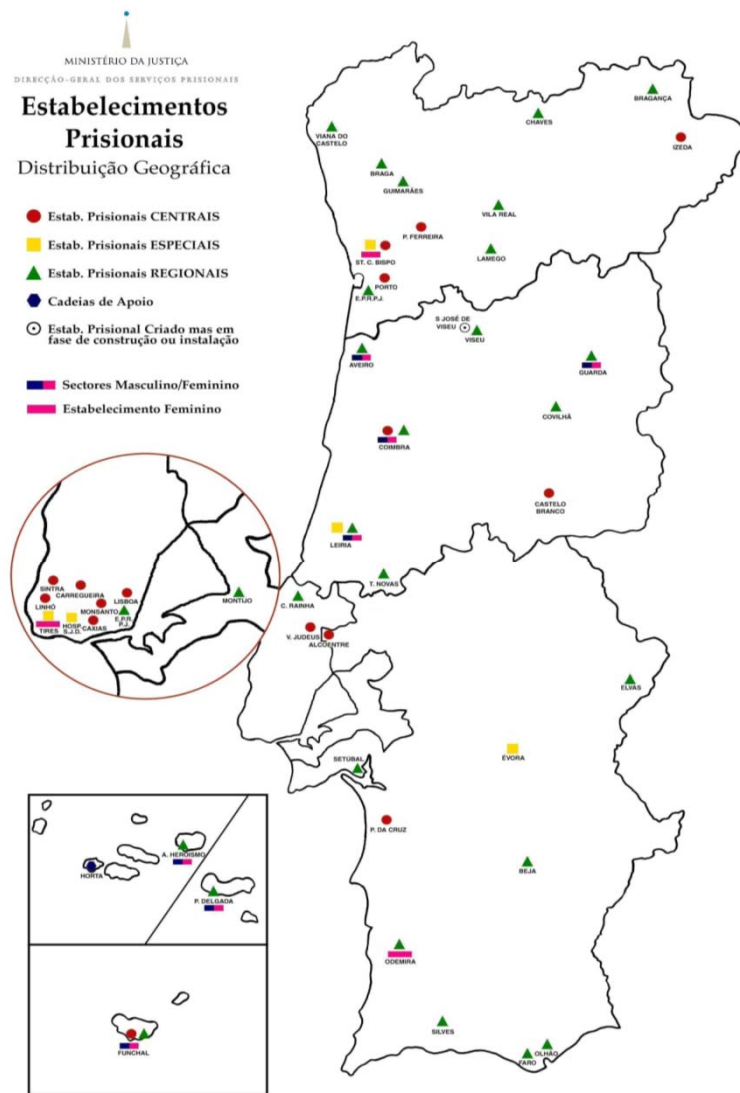 MINISTÉRIO DA JUSTIÇA
DIRECÇÃO-GERAL DOS SERVIÇOS PRISIONAIS
Estabelecimentos
Prisionais
Distribuição Geográfica
Estab. Prisionais CENTRAIS
Estab. Prisionais ESPECIAIS
Estab. Prisionais REGIONAIS
Cadeias de Apoio
Estab. Prisional Criado mas em
fase de construção ou instalação
Sectores Masculino/Feminino
Estabelecimento Feminino
BRAGANÇA
CHAVES
VIANA DO
CASTELO
IZEDA
BRAGA
GUIMARÃES
VILA REAL
P. FERREIRA
LAMEGO
ST. C. BISPO
PORTO
E.P.R.P.J.
S JOSÉ DE
VISEU
VISEU
AVEIRO
GUARDA
COVILHÃ
COIMBRA
CASTELO
BRANCO
LEIRIA
T. NOVAS
C. RAINHA
V. JUDEUS
ALCOENTRE
SINTRA
CARREGUEIRA
LISBOA
LINHÓ
MONSANTO
E.P.R.
P.J.
TIRES
HOSP.
S.J.D.
CAXIAS
MONTIJO
ELVAS
ÉVORA
SETÚBAL
P. DA CRUZ
BEJA
ODEMIRA
SILVES
OLHÃO
FARO
A. HEROÍSMO
HORTA
P. DELGADA
FUNCHAL